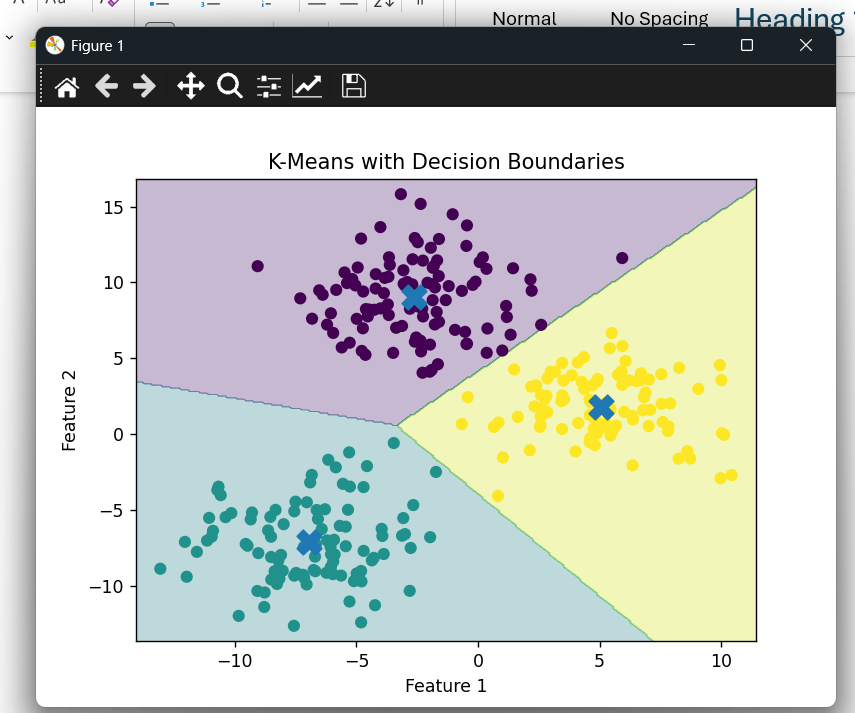 Normal No Spacing Heading
Figure 1
K-Means with Decision Boundaries
Feature 2
15
10
5
0
−5
−10
−10 −5 0 5 10
Feature 1